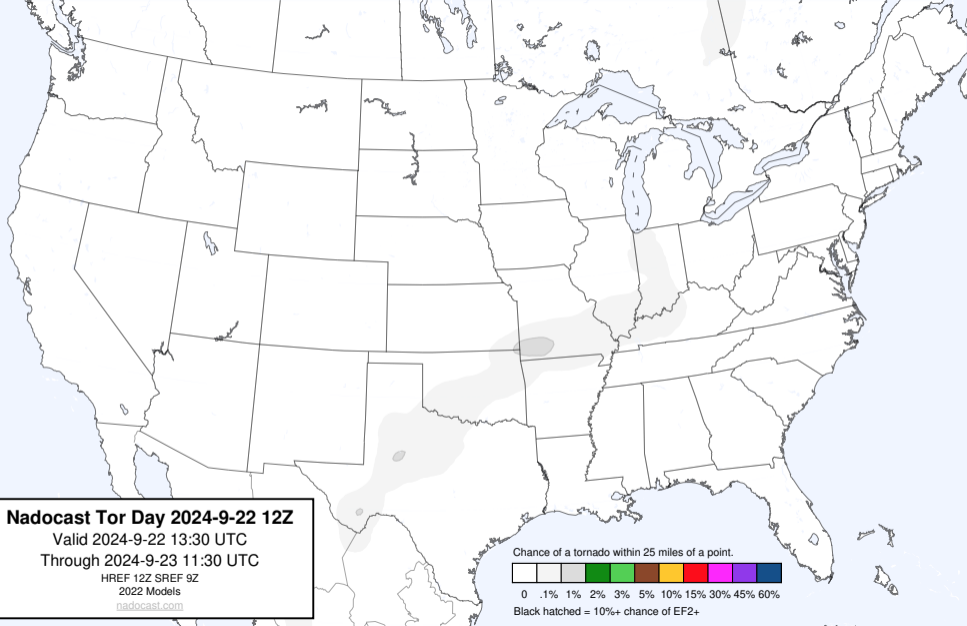 Nadocast Tor Day 2024-9-22 12Z
Valid 2024-9-22 13:30 UTC
Through 2024-9-23 11:30 UTC
HREF 12Z SREF 9Z
2022 Models
nadocast.com
Chance of a tornado within 25 miles of a point.
0 .1% 1% 2% 3% 5% 10% 15% 30% 45% 60%
Black hatched = 10%+ chance of EF2+